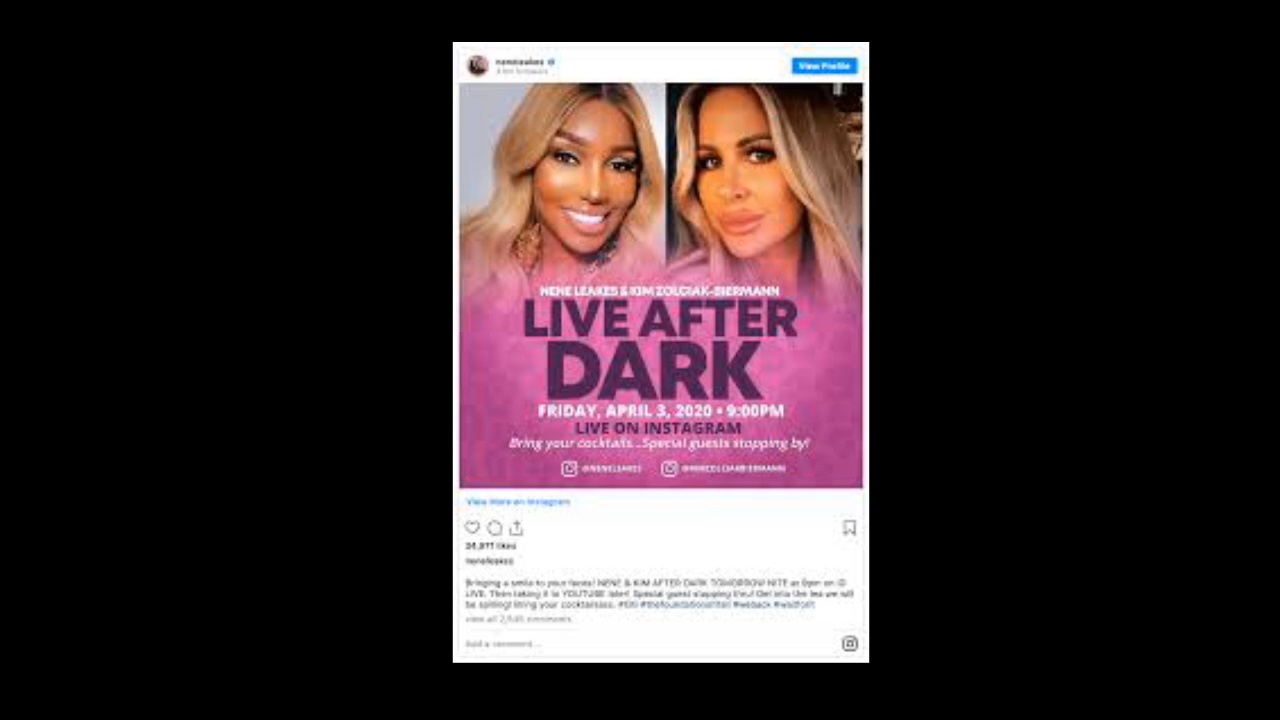 neneleakes
View Profile
NENE LEAKES & KIM ZOLCIAK-BIERMANN
LIVE AFTER
DARK
FRIDAY, APRIL 3, 2020 • 9:00PM
LIVE ON INSTAGRAM
Bring your cocktails...Special guests stopping by!
@NENELEAKES @KIMZOLCIAKBIERMANN
View More on Instagram
neneleakes
Bringing a smile to your faces! NENE & KIM AFTER DARK TOMORROW NITE at 9pm on IG
LIVE. Then taking it to YOUTUBE later! Special guest stopping thru! Get into the tea we will
be spilling! Bring your cocktailssss.
Add a comment...